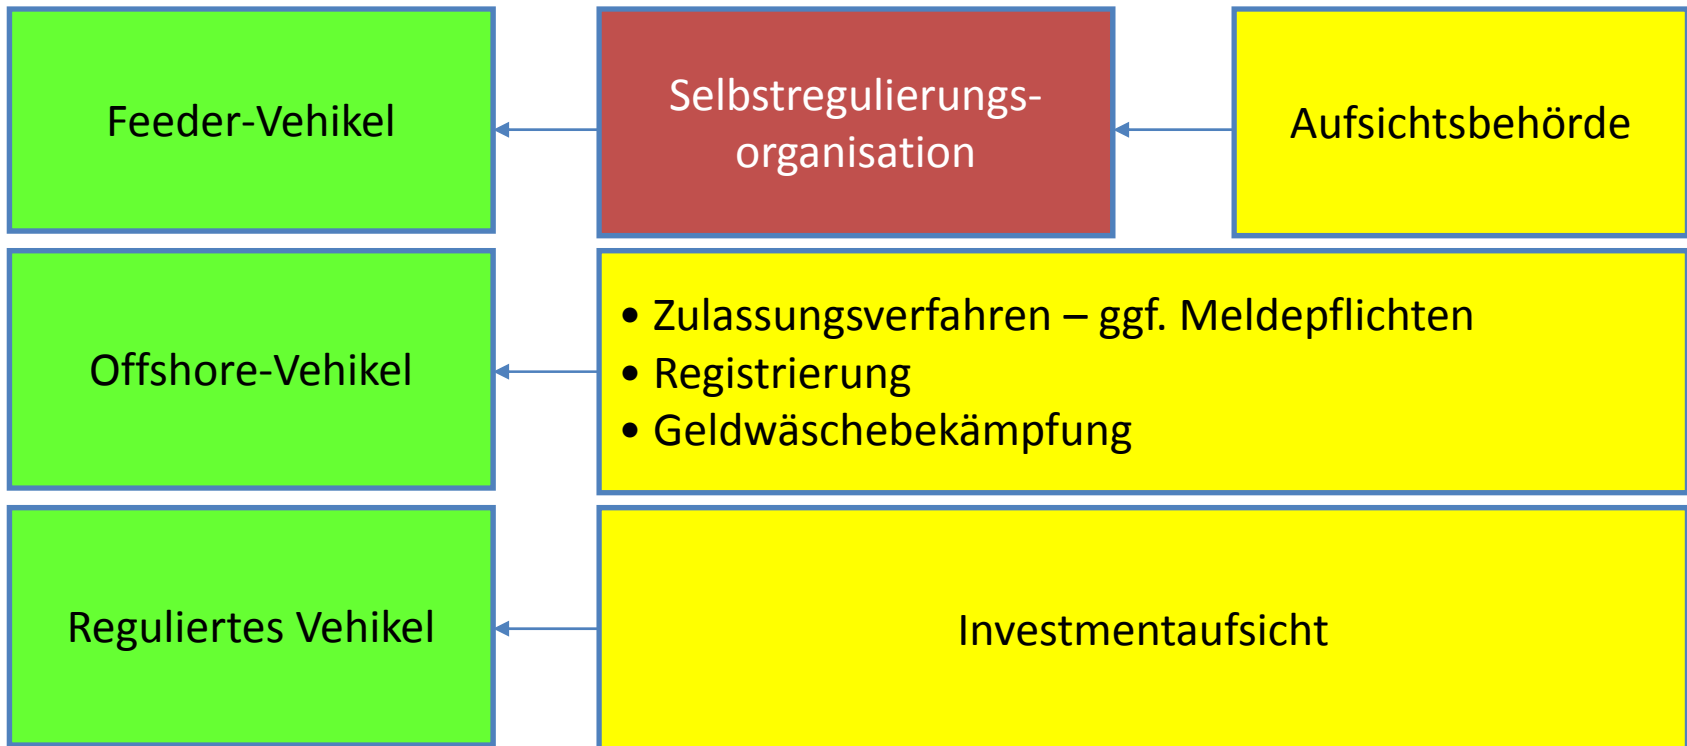 Feeder-Vehikel
Selbstregulierungs-
organisation
Aufsichtsbehörde
Offshore-Vehikel
• Zulassungsverfahren – ggf. Meldepflichten
• Registrierung
• Geldwäschebekämpfung
Reguliertes Vehikel
Investmentaufsicht